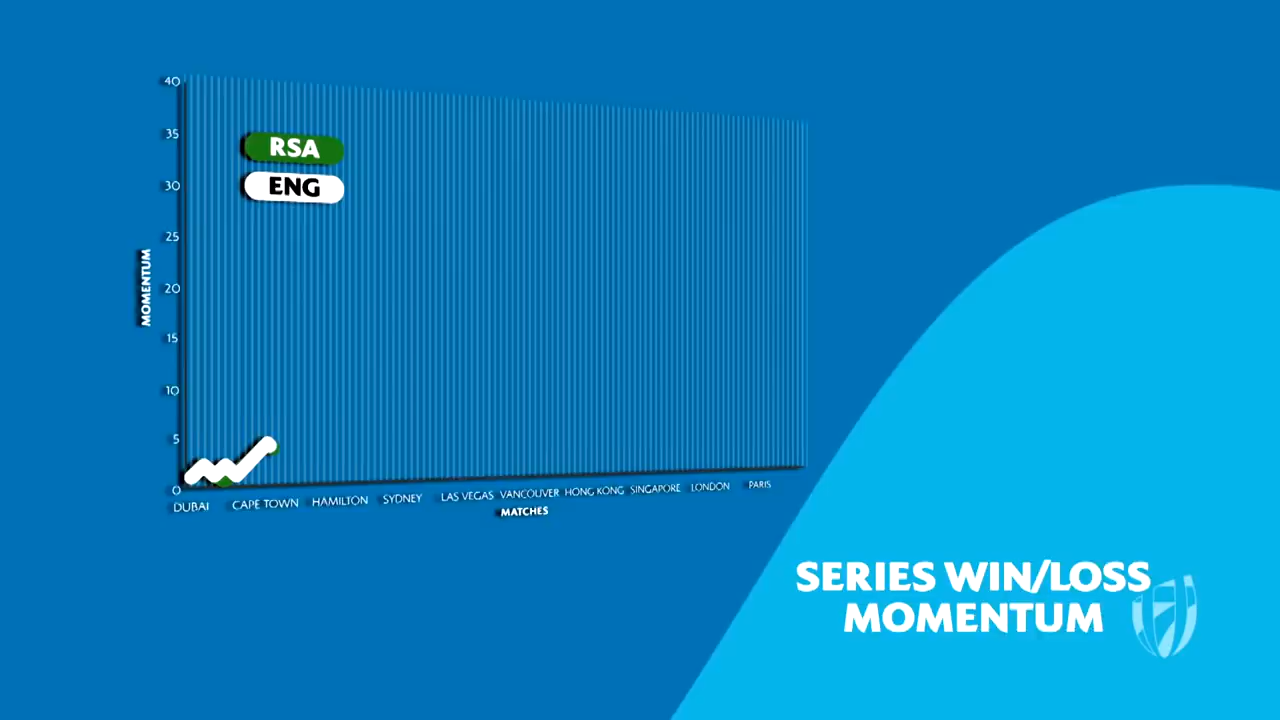 40
35
RSA
30
ENG
25
MOMENTUM
20
15
10
5
0
DUBAI CAPE TOWN HAMILTON SYDNEY LAS VEGAS VANCOUVER HONG KONG SINGAPORE LONDON PARIS
MATCHES
SERIES WIN/LOSS
MOMENTUM